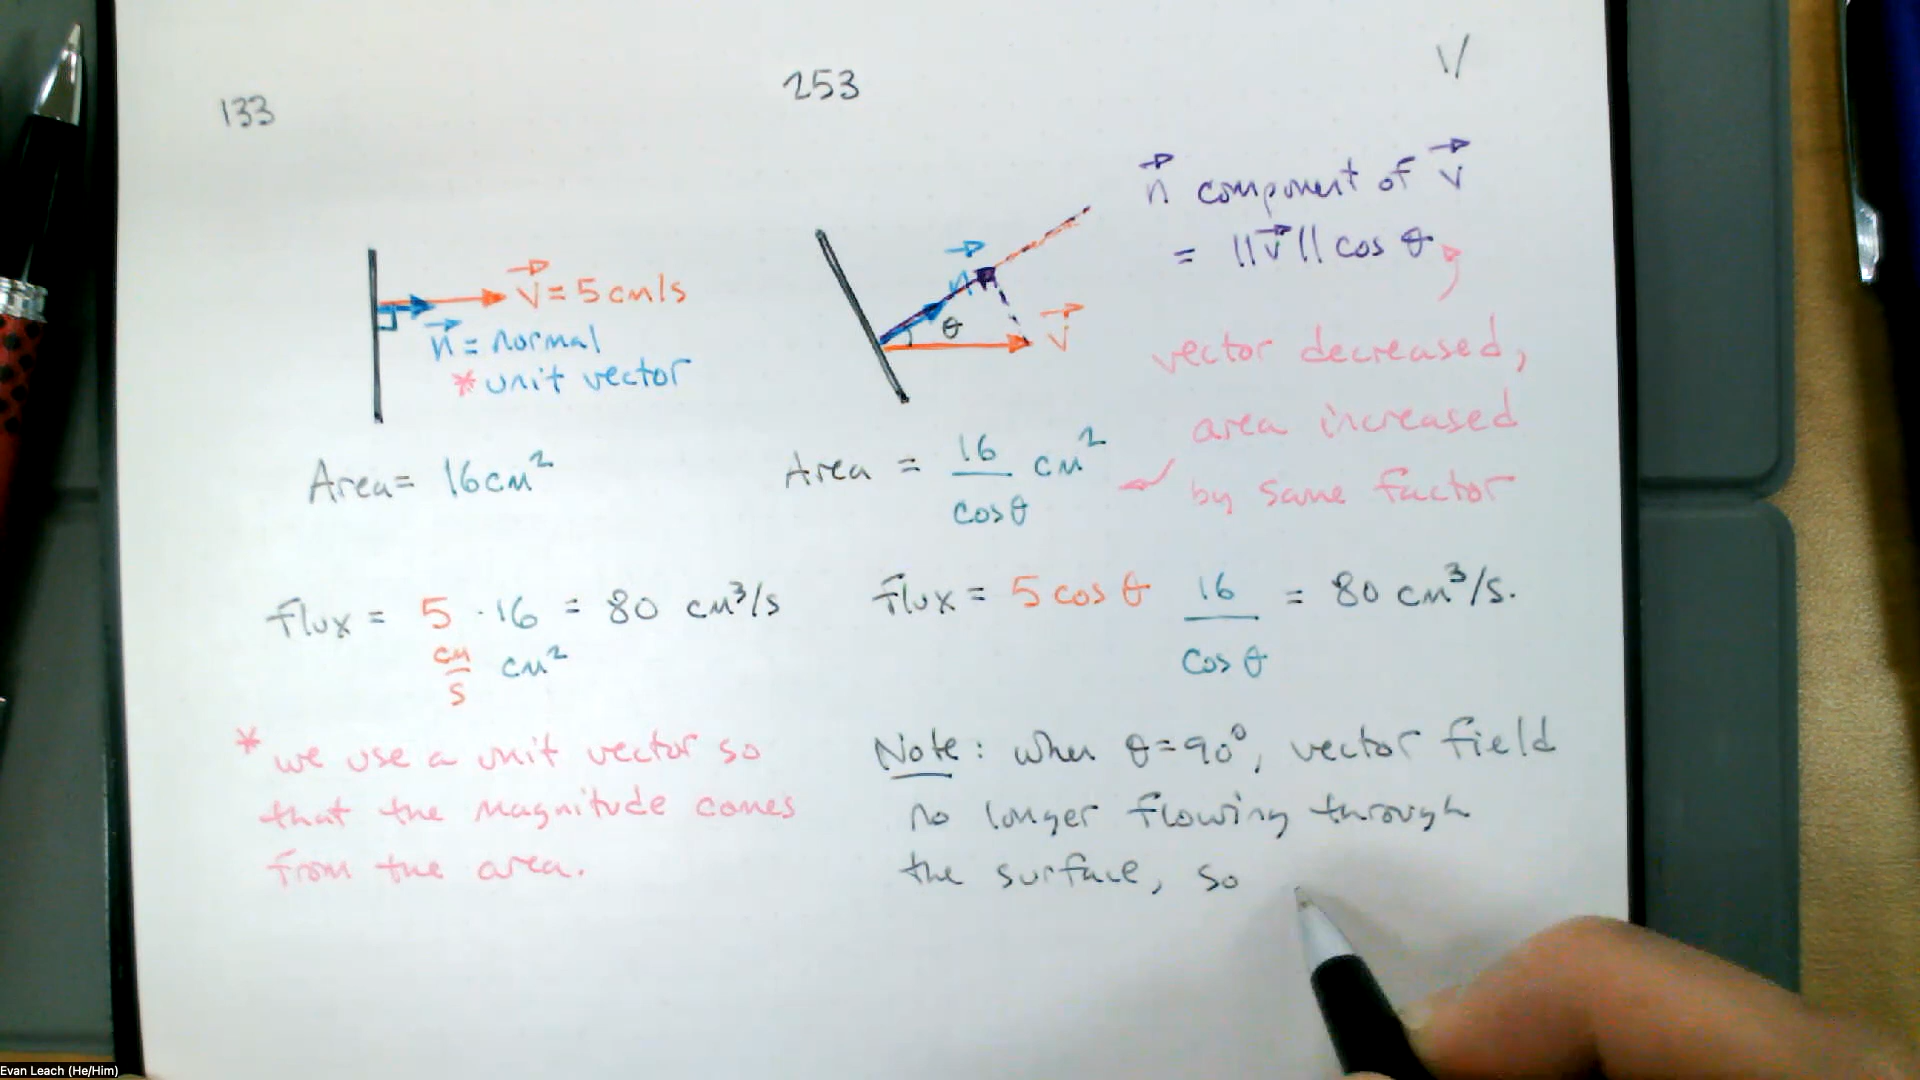 133
253
V
n component of v
= ||v|| cos θ
v = 5 cm/s
n = normal
* unit vector
n
θ
v
vector decreased,
area increased
by same factor
Area = 16 cm²
Area = 16/cos θ cm²
flux = 5 · 16 = 80 cm³/s
cm/s cm²
flux = 5 cos θ 16/cos θ = 80 cm³/s.
* we use a unit vector so
that the magnitude comes
from the area.
Note: when θ=90°, vector field
no longer flowing through
the surface, so
Evan Leach (He/Him)